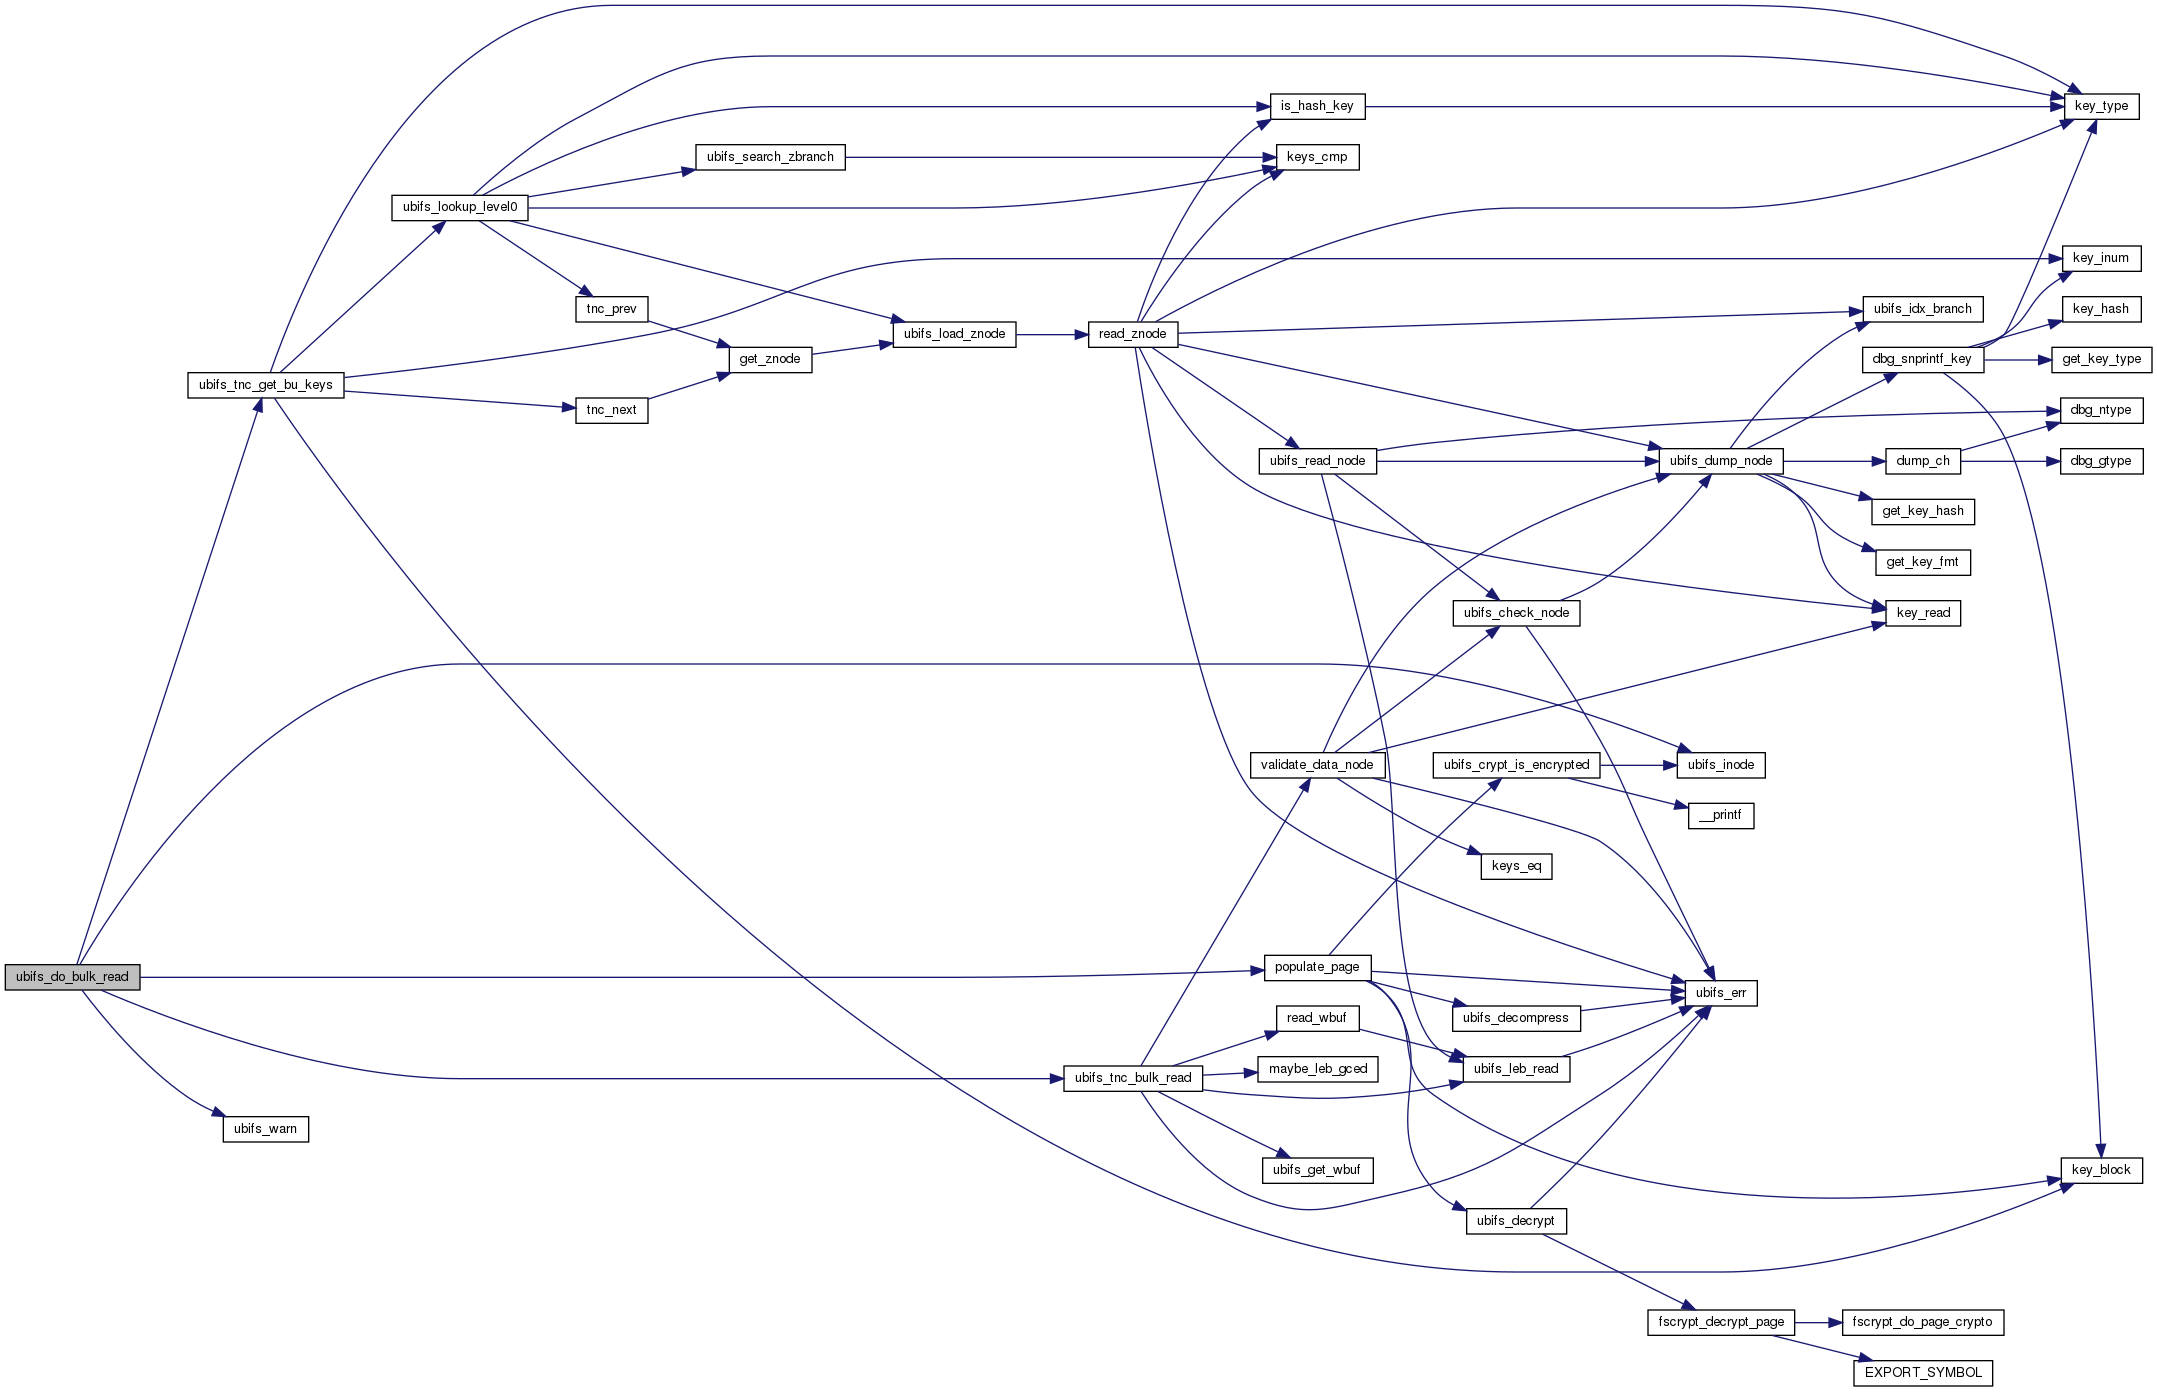 key_type
is_hash_key
ubifs_search_zbranch
keys_cmp
ubifs_lookup_level0
key_inum
tnc_prev
ubifs_idx_branch
key_hash
ubifs_load_znode
read_znode
get_znode
dbg_snprintf_key
get_key_type
ubifs_tnc_get_bu_keys
tnc_next
dbg_ntype
ubifs_read_node
ubifs_dump_node
dump_ch
dbg_gtype
get_key_hash
get_key_fmt
ubifs_check_node
key_read
validate_data_node
ubifs_crypt_is_encrypted
ubifs_inode
__printf
keys_eq
ubifs_do_bulk_read
populate_page
ubifs_err
read_wbuf
ubifs_decompress
ubifs_tnc_bulk_read
maybe_leb_gced
ubifs_leb_read
ubifs_warn
ubifs_get_wbuf
key_block
ubifs_decrypt
fscrypt_decrypt_page
fscrypt_do_page_crypto
EXPORT_SYMBOL